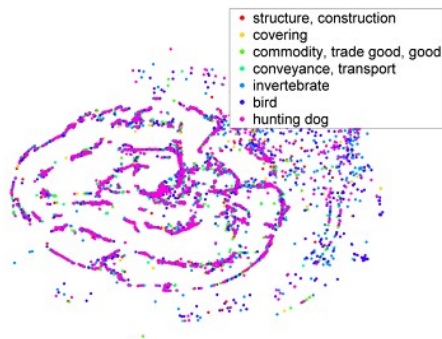 structure, construction
covering
commodity, trade good, good
conveyance, transport
invertebrate
bird
hunting dog